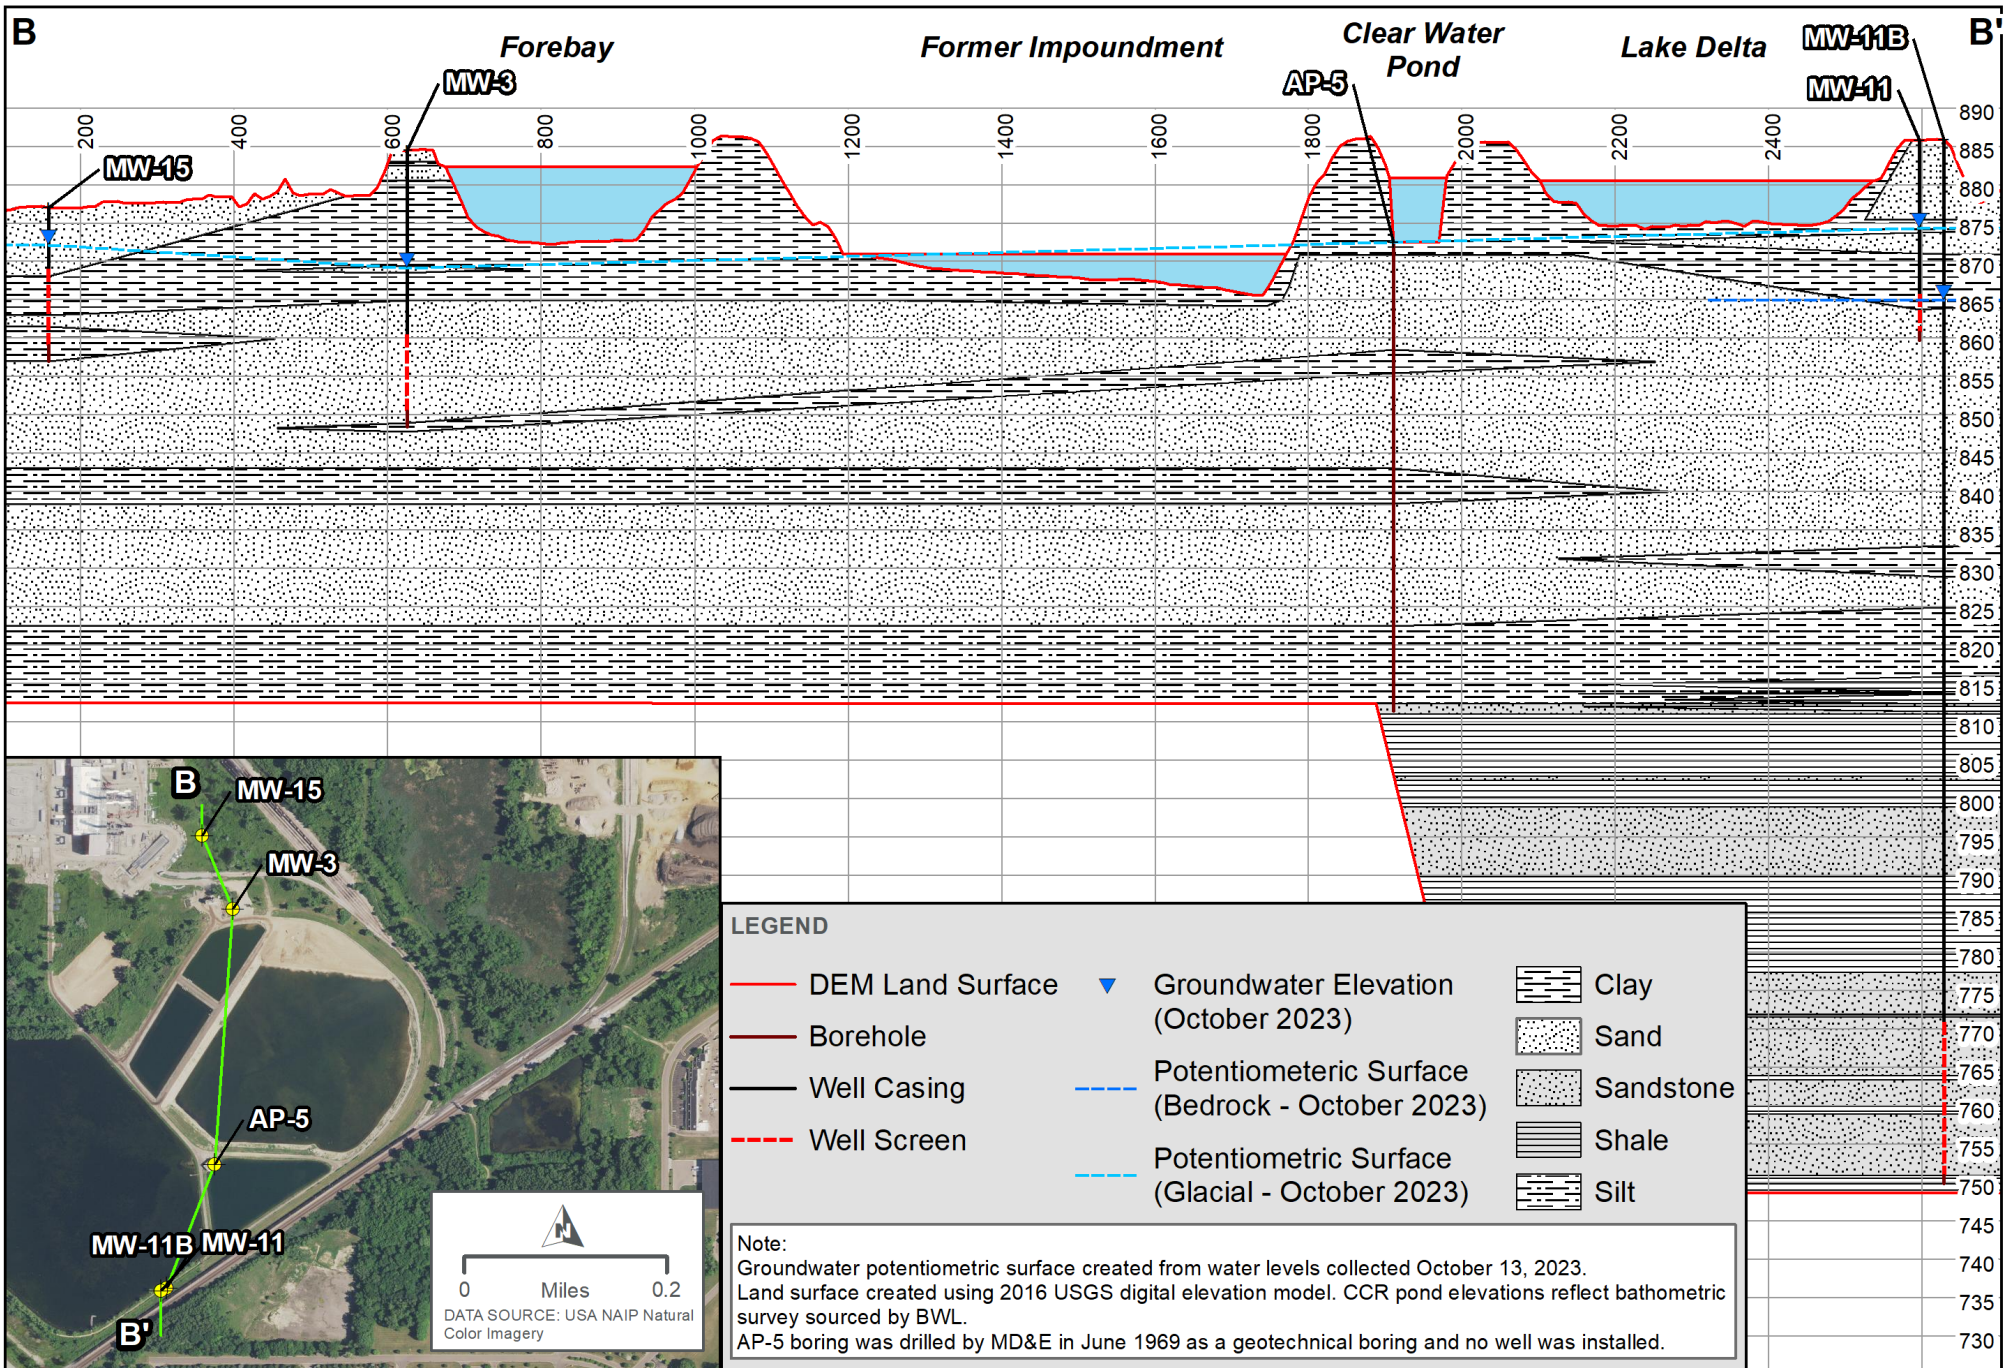 B
Forebay
Former Impoundment
Clear Water
Pond
Lake Delta
MW-11B
B'
MW-3
AP-5
MW-11
MW-15
200
400
600
800
1000
1200
1400
1600
1800
2000
2200
2400
890
885
880
875
870
865
860
855
850
845
840
835
830
825
820
815
810
805
800
795
790
785
780
775
770
765
760
755
750
745
740
735
730
B
MW-15
MW-3
AP-5
MW-11B
MW-11
B'
N
0
Miles
0.2
DATA SOURCE: USA NAIP Natural
Color Imagery
LEGEND
DEM Land Surface
Borehole
Well Casing
Well Screen
Groundwater Elevation
(October 2023)
Potentiometeric Surface
(Bedrock - October 2023)
Potentiometric Surface
(Glacial - October 2023)
Clay
Sand
Sandstone
Shale
Silt
Note:
Groundwater potentiometric surface created from water levels collected October 13, 2023.
Land surface created using 2016 USGS digital elevation model. CCR pond elevations reflect bathometric
survey sourced by BWL.
AP-5 boring was drilled by MD&E in June 1969 as a geotechnical boring and no well was installed.